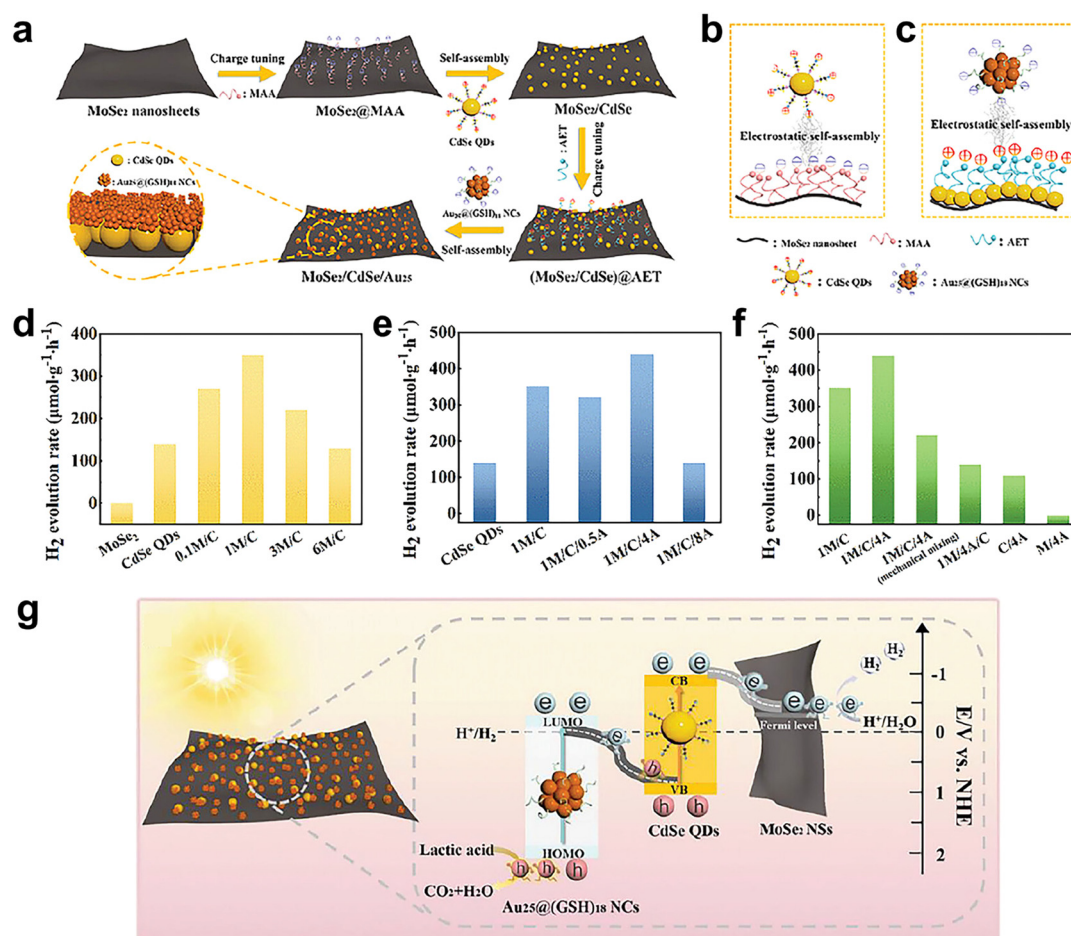 a
Charge tuning
: MAA
Self-assembly
CdSe QDs
MoSe₂ nanosheets
MoSe₂@MAA
MoSe₂/CdSe
: AET
Charge tuning
: CdSe QDs
: Au₂₅@(GSH)₁₈ NCs
Au₂₅@(GSH)₁₈ NCs
Self-assembly
MoSe₂/CdSe/Au₂₅
(MoSe₂/CdSe)@AET
b
Electrostatic self-assembly
c
Electrostatic self-assembly
: MoSe₂ nanosheet
: MAA
: AET
: CdSe QDs
: Au₂₅@(GSH)₁₈ NCs
d
H₂ evolution rate (μmol·g⁻¹·h⁻¹)
400
300
200
100
0
MoSe₂
CdSe QDs
0.1M/C
1M/C
3M/C
6M/C
e
H₂ evolution rate (μmol·g⁻¹·h⁻¹)
500
400
300
200
100
0
CdSe QDs
1M/C
1M/C/0.5A
1M/C/4A
1M/C/8A
f
H₂ evolution rate (μmol·g⁻¹·h⁻¹)
500
400
300
200
100
0
1M/C
1M/C/4A
1M/C/4A
(mechanical mixing)
1M/4A/C
C/4A
M/4A
g
H⁺/H₂
e e
LUMO
e
e
HOMO
h h h
Lactic acid
CO₂+H₂O
Au₂₅@(GSH)₁₈ NCs
e e
CB
h
VB
h h
CdSe QDs
e
e e e
Fermi level
MoSe₂ NSs
H₂
H₂
H⁺/H₂O
-1
0
1
2
E/V vs. NHE